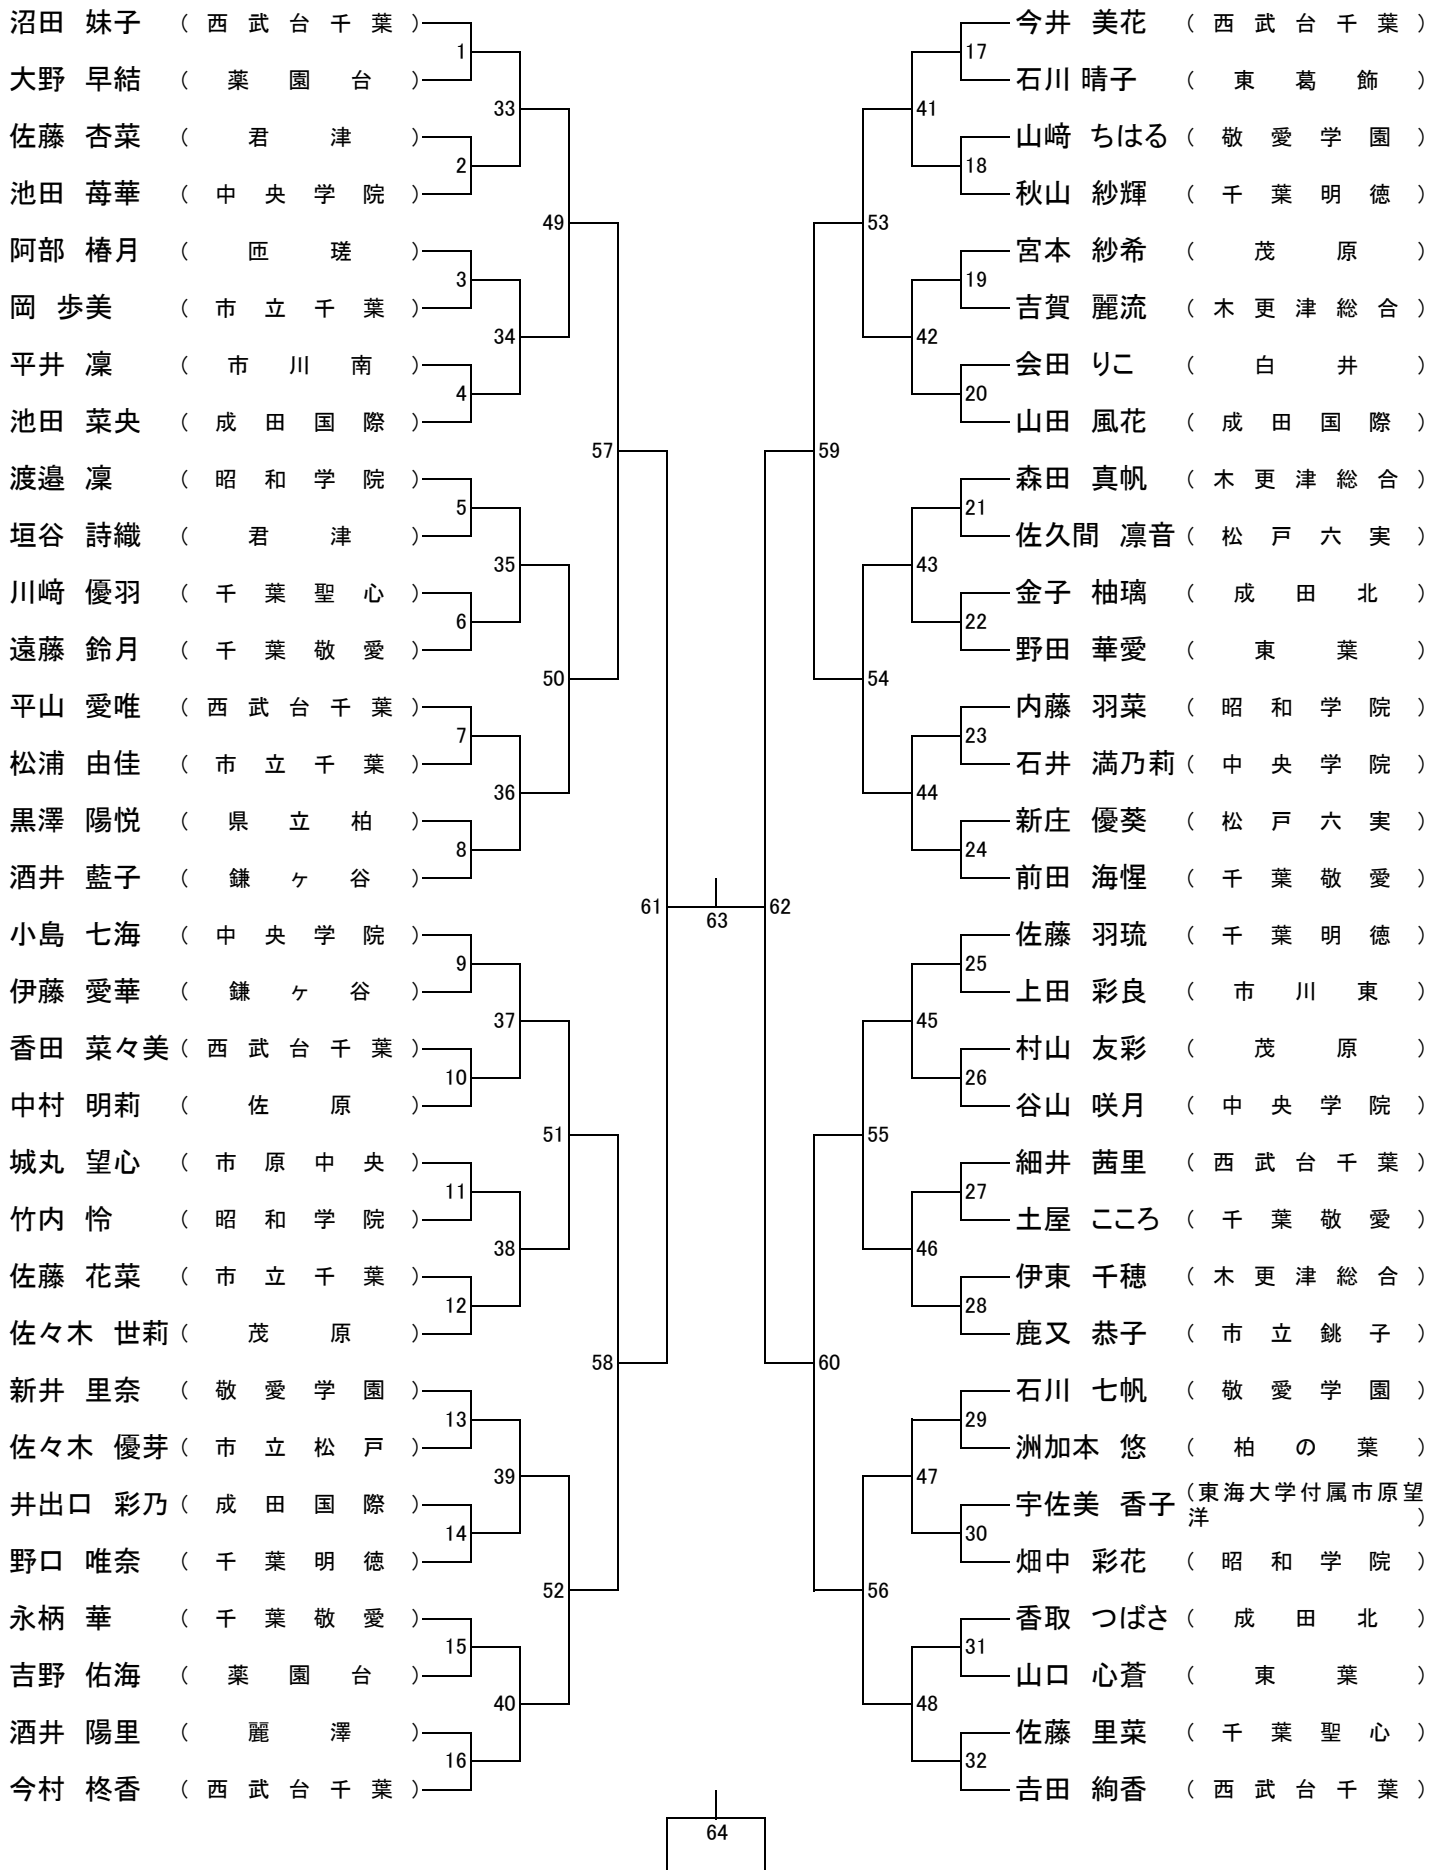 沼田 妹子 （西武台千葉）
1
大野 早結 （薬園台）
33
佐藤 杏菜 （君津）
2
池田 苺華 （中央学院）
49
阿部 椿月 （匝瑳）
3
岡 歩美 （市立千葉）
34
平井 凜 （市川南）
4
池田 菜央 （成田国際）
57
渡邉 凜 （昭和学院）
5
垣谷 詩織 （君津）
35
川﨑 優羽 （千葉聖心）
6
遠藤 鈴月 （千葉敬愛）
50
平山 愛唯 （西武台千葉）
7
松浦 由佳 （市立千葉）
36
黒澤 陽悦 （県立柏）
8
酒井 藍子 （鎌ヶ谷）
61
小島 七海 （中央学院）
9
伊藤 愛華 （鎌ヶ谷）
37
香田 菜々美 （西武台千葉）
10
中村 明莉 （佐原）
51
城丸 望心 （市原中央）
11
竹内 怜 （昭和学院）
38
佐藤 花菜 （市立千葉）
12
佐々木 世莉 （茂原）
58
新井 里奈 （敬愛学園）
13
佐々木 優芽 （市立松戸）
39
井出口 彩乃 （成田国際）
14
野口 唯奈 （千葉明徳）
52
永柄 華 （千葉敬愛）
15
吉野 佑海 （薬園台）
40
酒井 陽里 （麗澤）
16
今村 柊香 （西武台千葉）
63
64
今井 美花 （西武台千葉）
17
石川 晴子 （東葛飾）
41
山﨑 ちはる （敬愛学園）
18
秋山 紗輝 （千葉明徳）
53
宮本 紗希 （茂原）
19
吉賀 麗流 （木更津総合）
42
会田 りこ （白井）
20
山田 風花 （成田国際）
59
森田 真帆 （木更津総合）
21
佐久間 凛音 （松戸六実）
43
金子 柚璃 （成田北）
22
野田 華愛 （東葉）
54
内藤 羽菜 （昭和学院）
23
石井 満乃莉 （中央学院）
44
新庄 優葵 （松戸六実）
24
前田 海惺 （千葉敬愛）
62
佐藤 羽琉 （千葉明徳）
25
上田 彩良 （市川東）
45
村山 友彩 （茂原）
26
谷山 咲月 （中央学院）
55
細井 茜里 （西武台千葉）
27
土屋 こころ （千葉敬愛）
46
伊東 千穂 （木更津総合）
28
鹿又 恭子 （市立銚子）
60
石川 七帆 （敬愛学園）
29
洲加本 悠 （柏の葉）
47
宇佐美 香子 （東海大学付属市原望
洋）
30
畑中 彩花 （昭和学院）
56
香取 つばさ （成田北）
31
山口 心蒼 （東葉）
48
佐藤 里菜 （千葉聖心）
32
吉田 絢香 （西武台千葉）